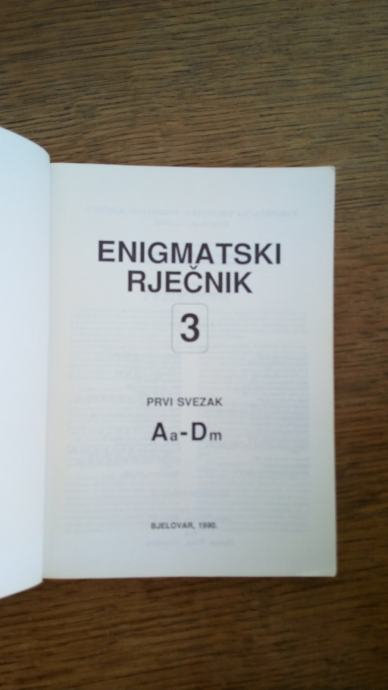 ENIGMATSKI
RJEČNIK
3
PRVI SVEZAK
Aa-Dm
BJELOVAR, 1990.